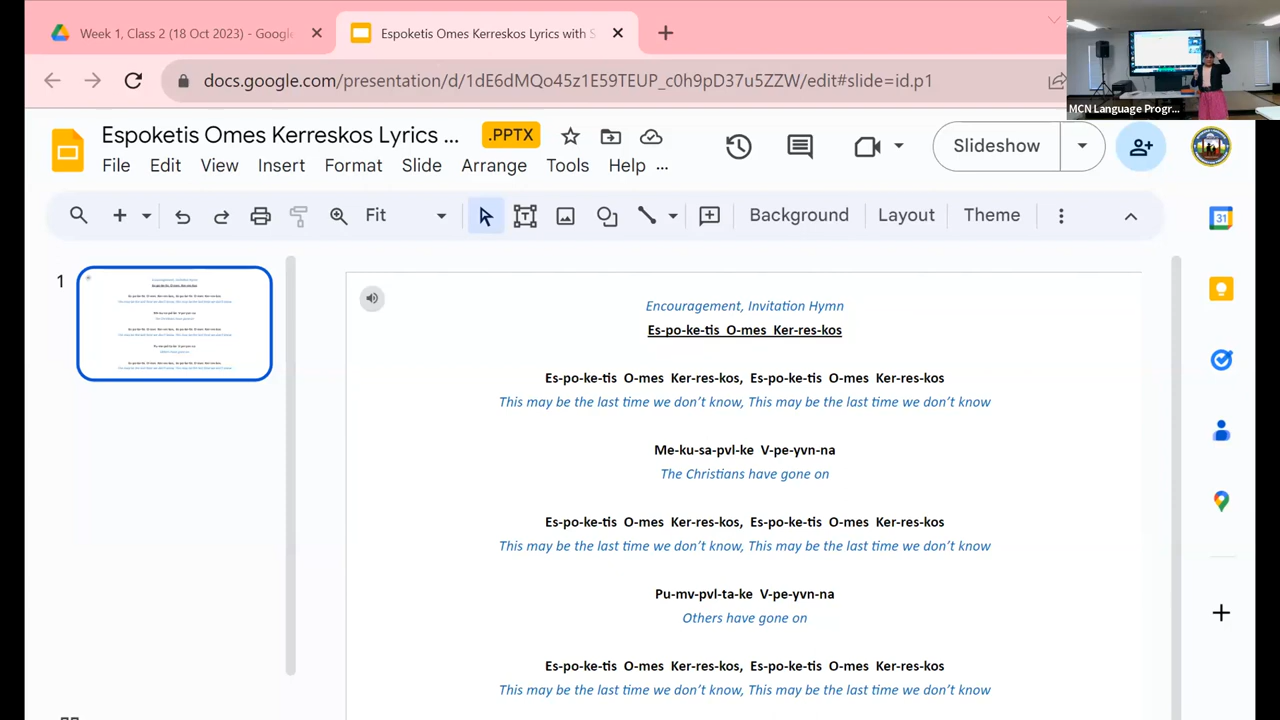 Week 1, Class 2 (18 Oct 2023) - Googl
Espoketis Omes Kerreskos Lyrics with S
MCN Language Progr...
Espoketis Omes Kerreskos Lyrics ...
.PPTX
Slideshow
File Edit View Insert Format Slide Arrange Tools Help ...
Fit
Background Layout Theme
31
1
Encouragement, Invitation Hymn
Es-po-ke-tis O-mes Ker-res-kos
Es-po-ke-tis O-mes Ker-res-kos, Es-po-ke-tis O-mes Ker-res-kos
This may be the last time we don't know, This may be the last time we don't know
Me-ku-sa-pvl-ke V-pe-yvn-na
The Christians have gone on
Es-po-ke-tis O-mes Ker-res-kos, Es-po-ke-tis O-mes Ker-res-kos
This may be the last time we don't know, This may be the last time we don't know
Pu-mv-pvl-ta-ke V-pe-yvn-na
Others have gone on
Es-po-ke-tis O-mes Ker-res-kos, Es-po-ke-tis O-mes Ker-res-kos
This may be the last time we don't know, This may be the last time we don't know